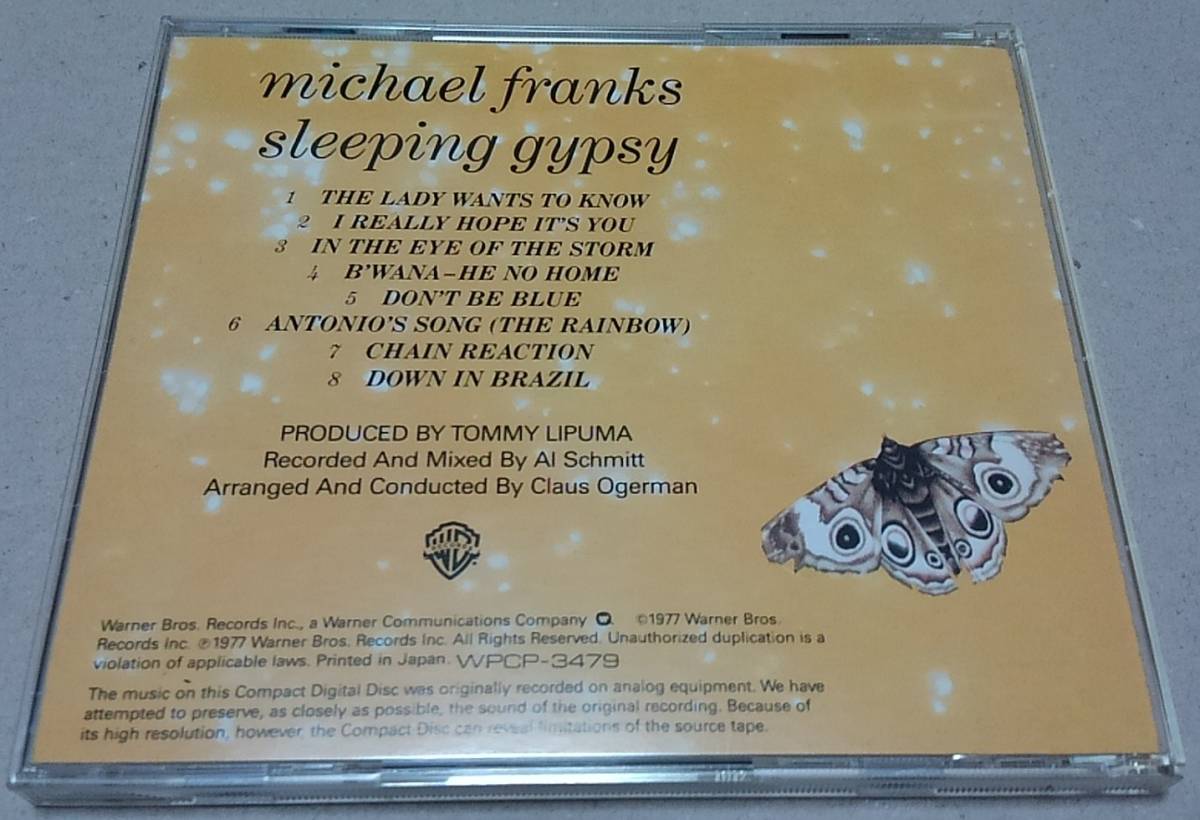 michael franks
sleeping gypsy
1 THE LADY WANTS TO KNOW
2 I REALLY HOPE IT'S YOU
3 IN THE EYE OF THE STORM
4 B'WANA-HE NO HOME
5 DON'T BE BLUE
6 ANTONIO'S SONG (THE RAINBOW)
7 CHAIN REACTION
8 DOWN IN BRAZIL
PRODUCED BY TOMMY LIPUMA
Recorded And Mixed By Al Schmitt
Arranged And Conducted By Claus Ogerman
Warner Bros. Records Inc., a Warner Communications Company ©1977 Warner Bros.
Records Inc. ℗1977 Warner Bros. Records Inc. All Rights Reserved. Unauthorized duplication is a
violation of applicable laws. Printed in Japan. WPCP-3479
The music on this Compact Digital Disc was originally recorded on analog equipment. We have
attempted to preserve, as closely as possible, the sound of the original recording. Because of
its high resolution, however, the Compact Disc can reveal limitations of the source tape.